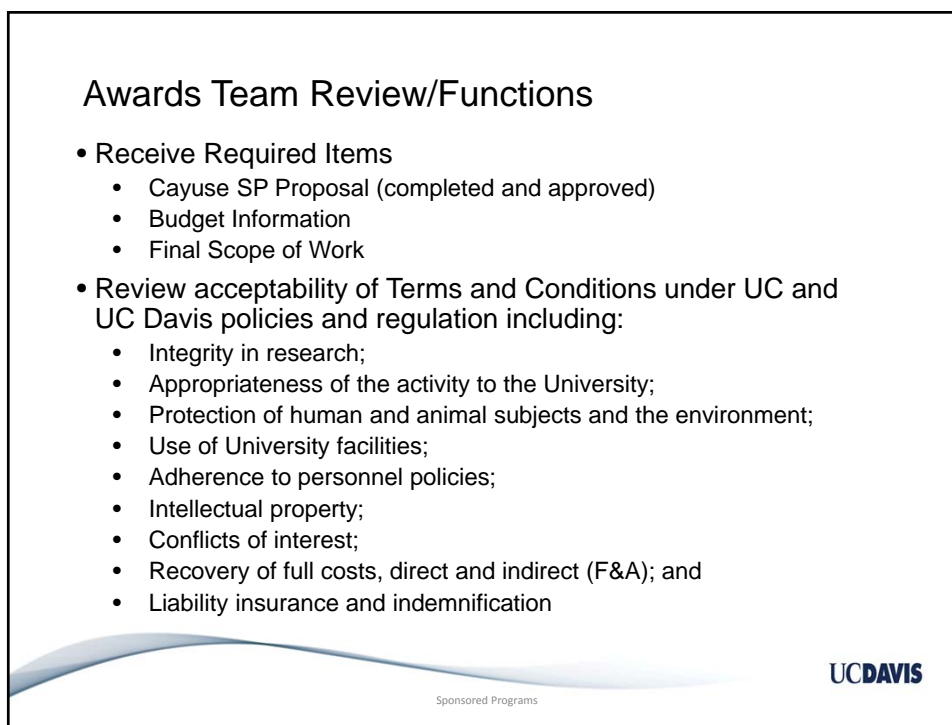 Awards Team Review/Functions
• Receive Required Items
• Cayuse SP Proposal (completed and approved)
• Budget Information
• Final Scope of Work
• Review acceptability of Terms and Conditions under UC and
UC Davis policies and regulation including:
• Integrity in research;
• Appropriateness of the activity to the University;
• Protection of human and animal subjects and the environment;
• Use of University facilities;
• Adherence to personnel policies;
• Intellectual property;
• Conflicts of interest;
• Recovery of full costs, direct and indirect (F&A); and
• Liability insurance and indemnification
UCDAVIS
Sponsored Programs